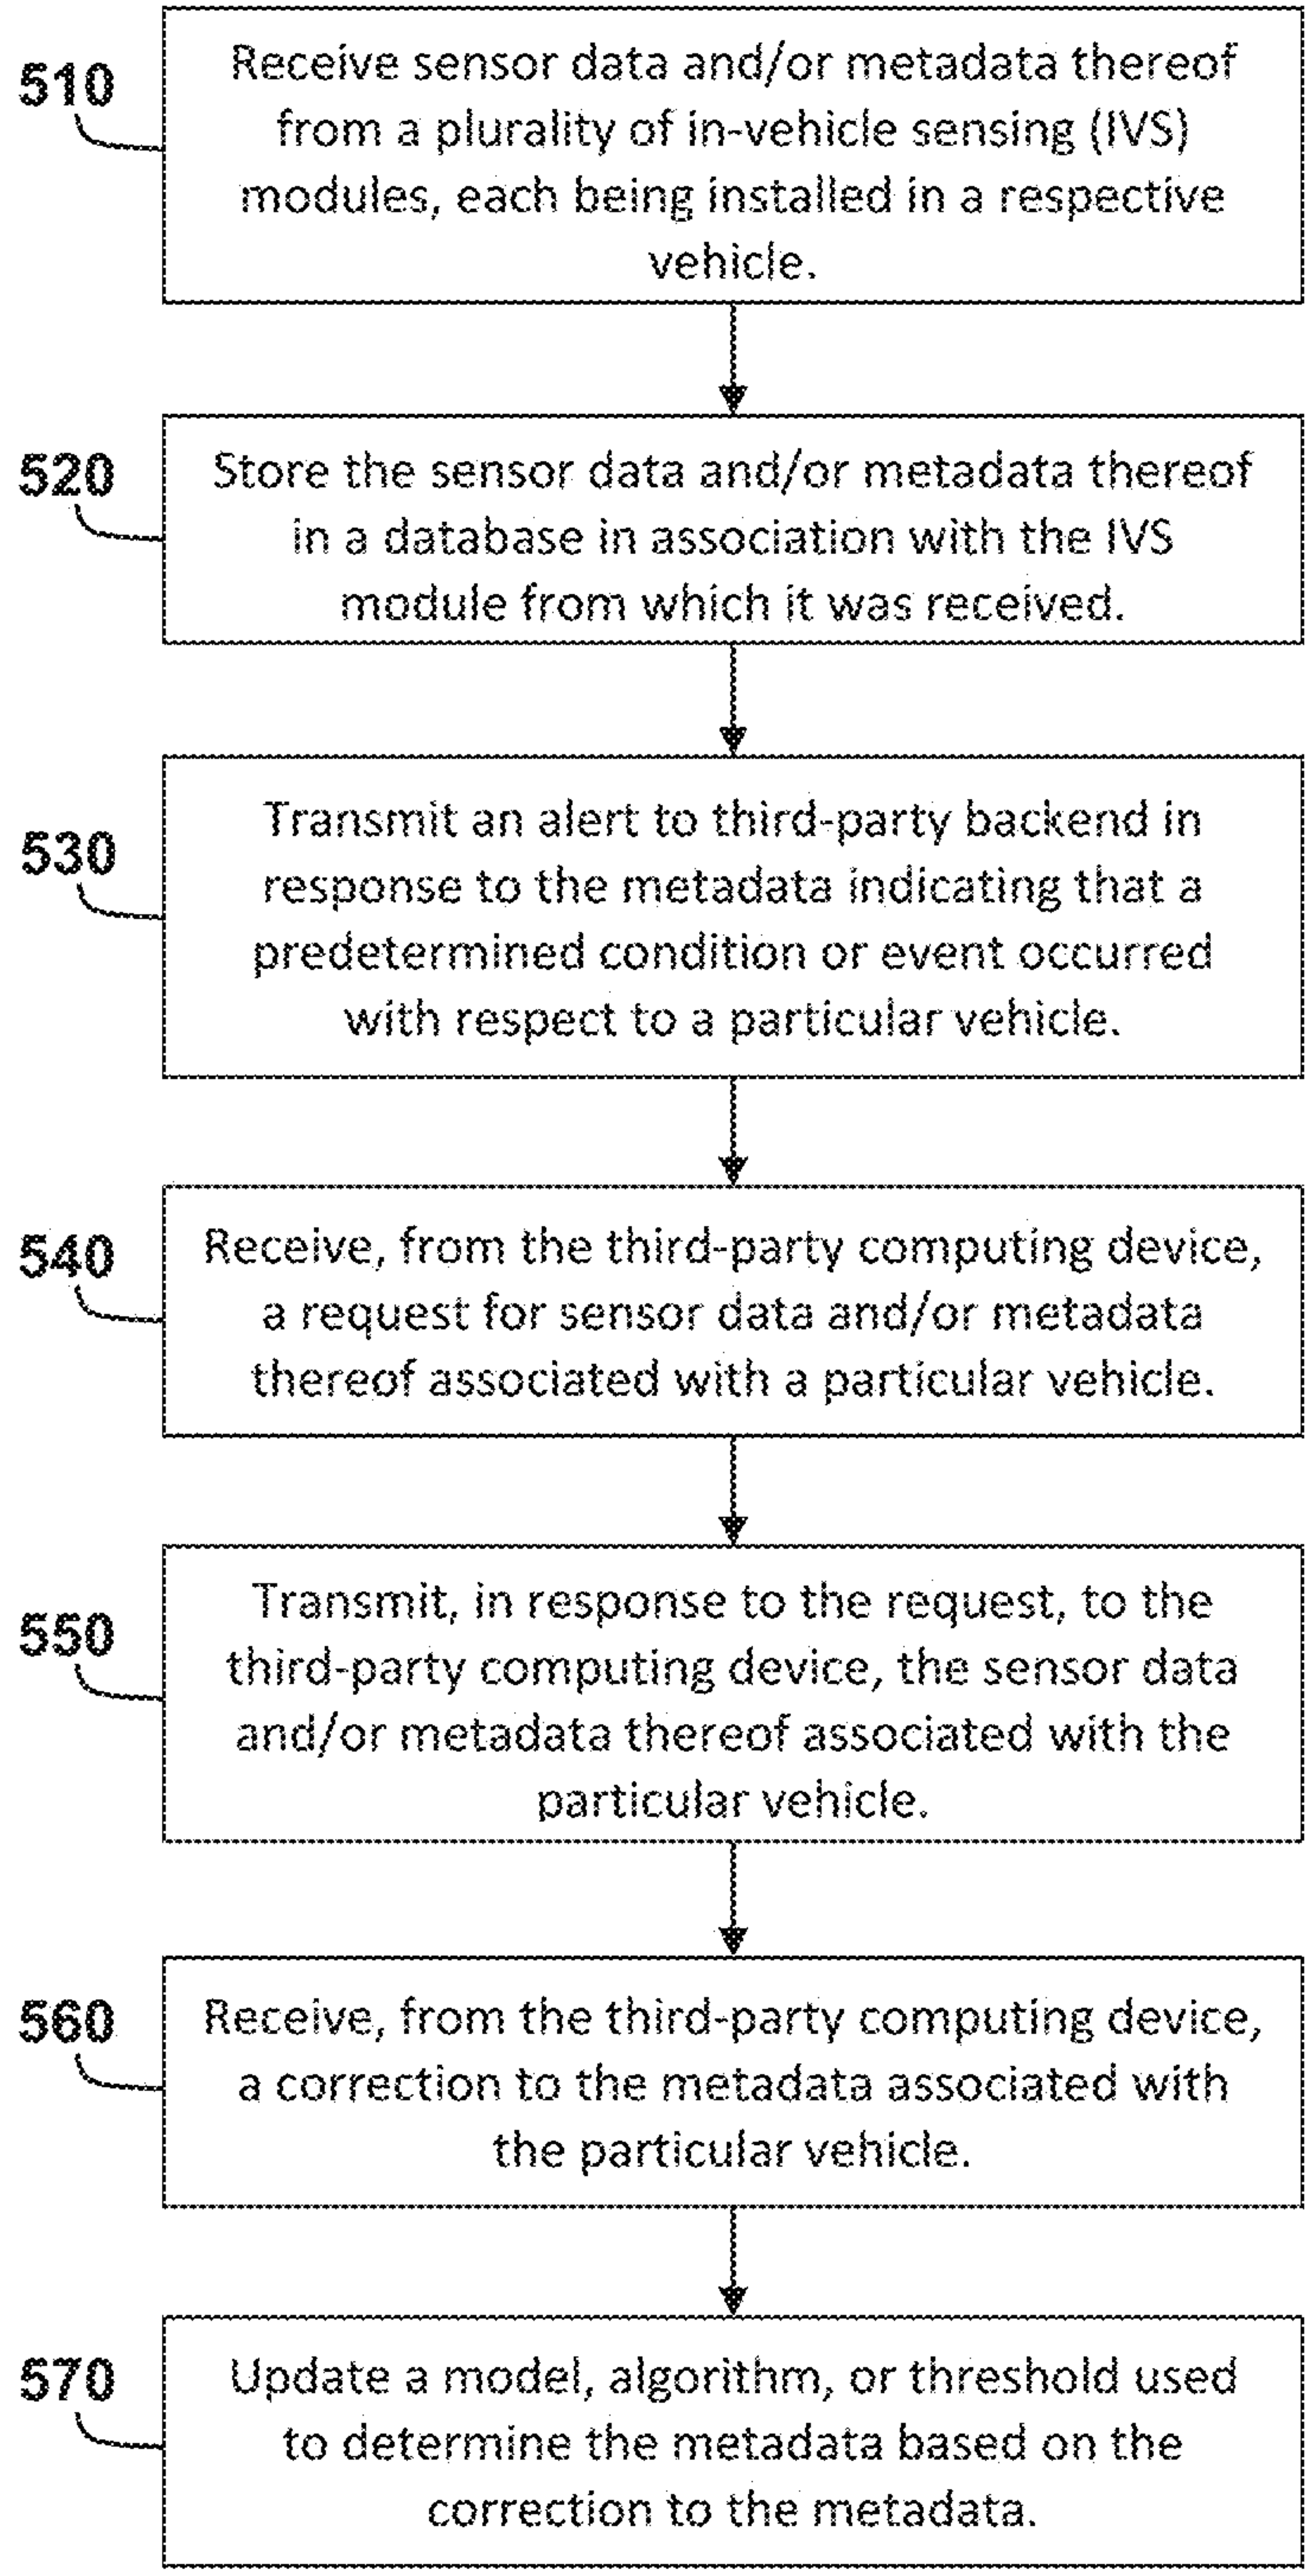 510
Receive sensor data and/or metadata thereof
from a plurality of in-vehicle sensing (IVS)
modules, each being installed in a respective
vehicle.
520
Store the sensor data and/or metadata thereof
in a database in association with the IVS
module from which it was received.
530
Transmit an alert to third-party backend in
response to the metadata indicating that a
predetermined condition or event occurred
with respect to a particular vehicle.
540
Receive, from the third-party computing device,
a request for sensor data and/or metadata
thereof associated with a particular vehicle.
550
Transmit, in response to the request, to the
third-party computing device, the sensor data
and/or metadata thereof associated with the
particular vehicle.
560
Receive, from the third-party computing device,
a correction to the metadata associated with
the particular vehicle.
570
Update a model, algorithm, or threshold used
to determine the metadata based on the
correction to the metadata.